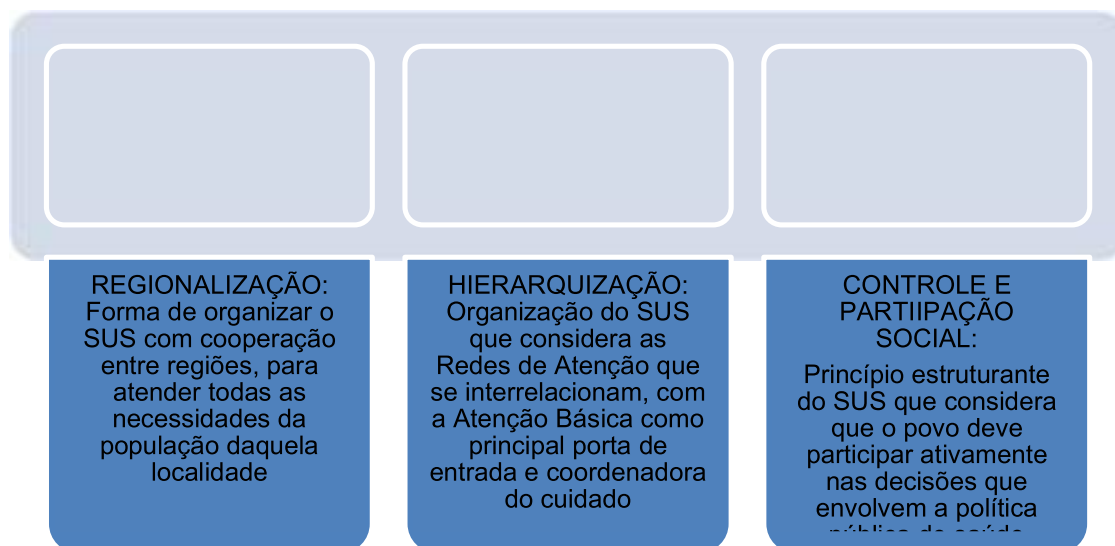 REGIONALIZAÇÃO:
Forma de organizar o
SUS com cooperação
entre regiões, para
atender todas as
necessidades da
população daquela
localidade
HIERARQUIZAÇÃO:
Organização do SUS
que considera as
Redes de Atenção que
se interrelacionam, com
a Atenção Básica como
principal porta de
entrada e coordenadora
do cuidado
CONTROLE E
PARTIIPAÇÃO
SOCIAL:
Princípio estruturante
do SUS que considera
que o povo deve
participar ativamente
nas decisões que
envolvem a política
pública de saúde